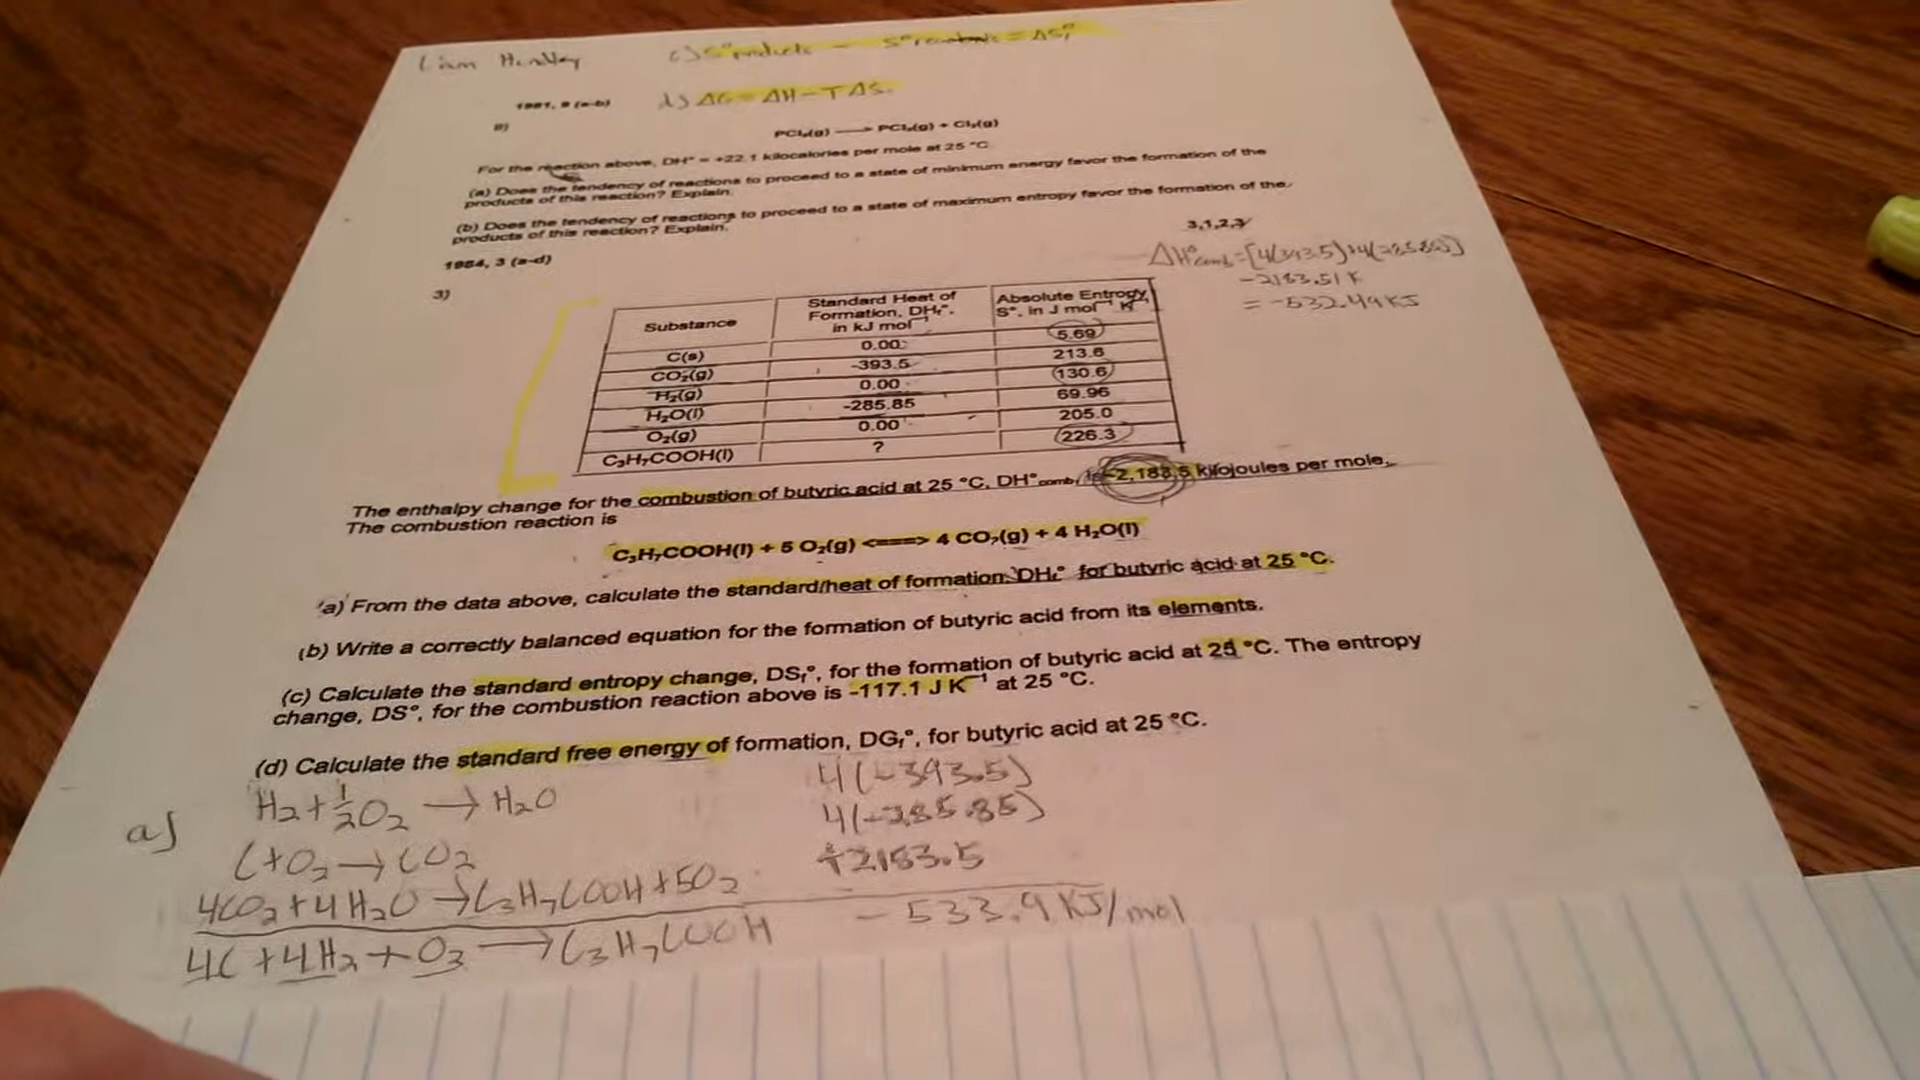 Liam Hendley c) S° products - S° reactants = ΔSf°
1981, 9 (a-b) d) ΔG = ΔH - TΔS.
9)
PCl₅(g) ⟶ PCl₃(g) + Cl₂(g)
For the reaction above, DH° = +22.1 kilocalories per mole at 25 °C
(a) Does the tendency of reactions to proceed to a state of minimum energy favor the formation of the
products of this reaction? Explain.
(b) Does the tendency of reactions to proceed to a state of maximum entropy favor the formation of the
products of this reaction? Explain.
3,1,2,3
1984, 3 (a-d)
ΔH°comb=[4(393.5)+4(285.85)]
-2183.51K
= -532.49KJ
3)
Substance
Standard Heat of
Formation, DHf°,
in kJ mol⁻¹
Absolute Entropy,
S°, in J mol⁻¹ K⁻¹
C(s) 0.00 5.69
CO₂(g) -393.5 213.6
H₂(g) 0.00 130.6
H₂O(l) -285.85 69.96
O₂(g) 0.00 205.0
C₃H₇COOH(l) ? 226.3
The enthalpy change for the combustion of butyric acid at 25 °C, DH°comb, is -2,183.5 kilojoules per mole.
The combustion reaction is
C₃H₇COOH(l) + 5 O₂(g) <===> 4 CO₂(g) + 4 H₂O(l)
(a) From the data above, calculate the standard heat of formation, DHf° for butyric acid at 25 °C.
(b) Write a correctly balanced equation for the formation of butyric acid from its elements.
(c) Calculate the standard entropy change, DSf°, for the formation of butyric acid at 25 °C. The entropy
change, DS°, for the combustion reaction above is -117.1 J K⁻¹ at 25 °C.
(d) Calculate the standard free energy of formation, DGf°, for butyric acid at 25 °C.
a) H₂ + ½O₂ → H₂O 4(-393.5)
C+O₂ → CO₂ 4(-285.85)
4CO₂+4H₂O → C₃H₇COOH+5O₂ +2183.5
4C+4H₂+O₃ → C₃H₇COOH -533.9 KJ/mol